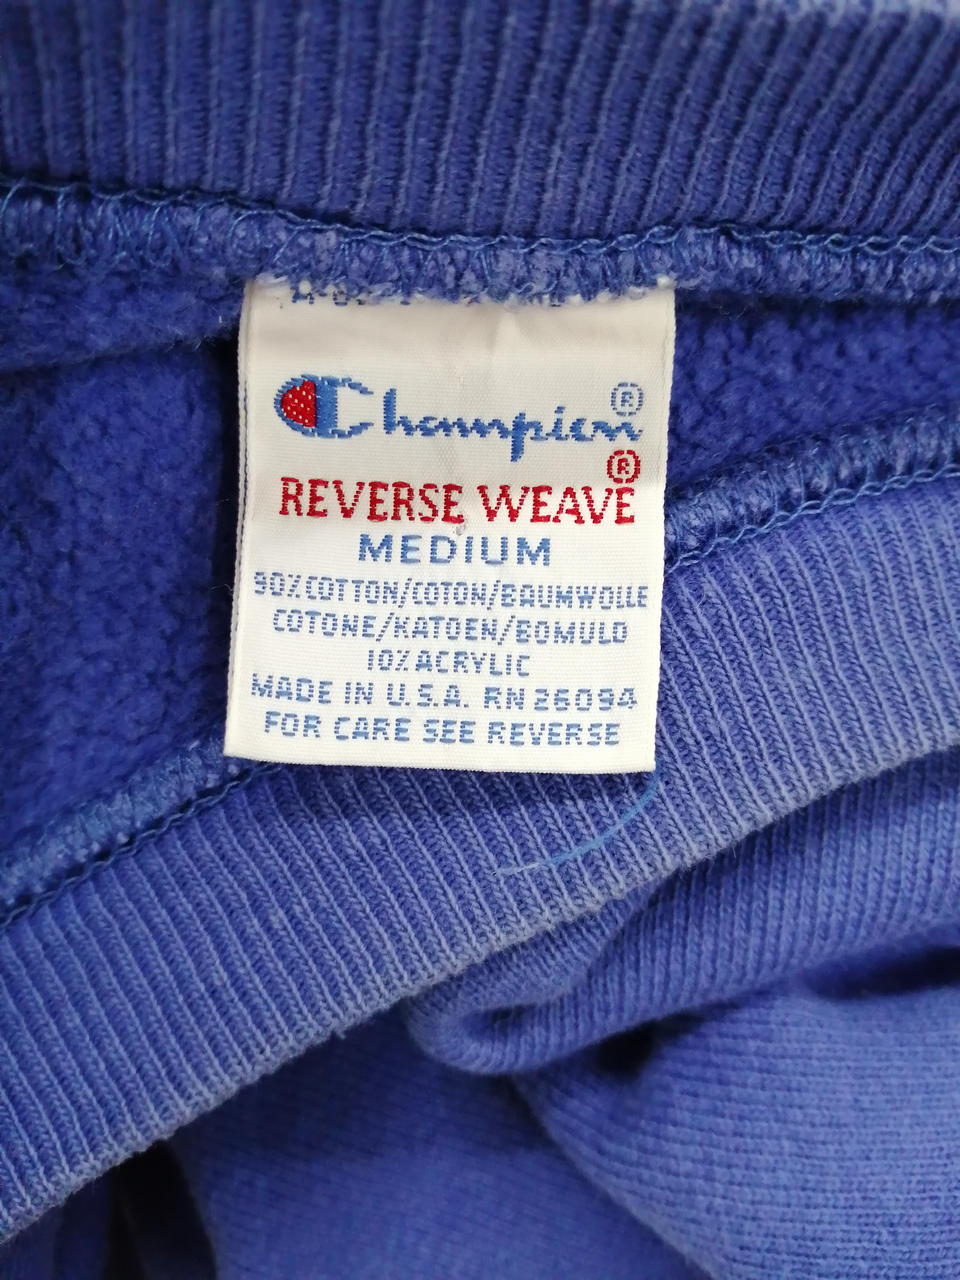 Champion®
REVERSE WEAVE®
MEDIUM
90% COTTON/COTON/BAUMWOLLE
COTONE/KATOEN/BOMULD
10% ACRYLIC
MADE IN U.S.A. RN 26094
FOR CARE SEE REVERSE